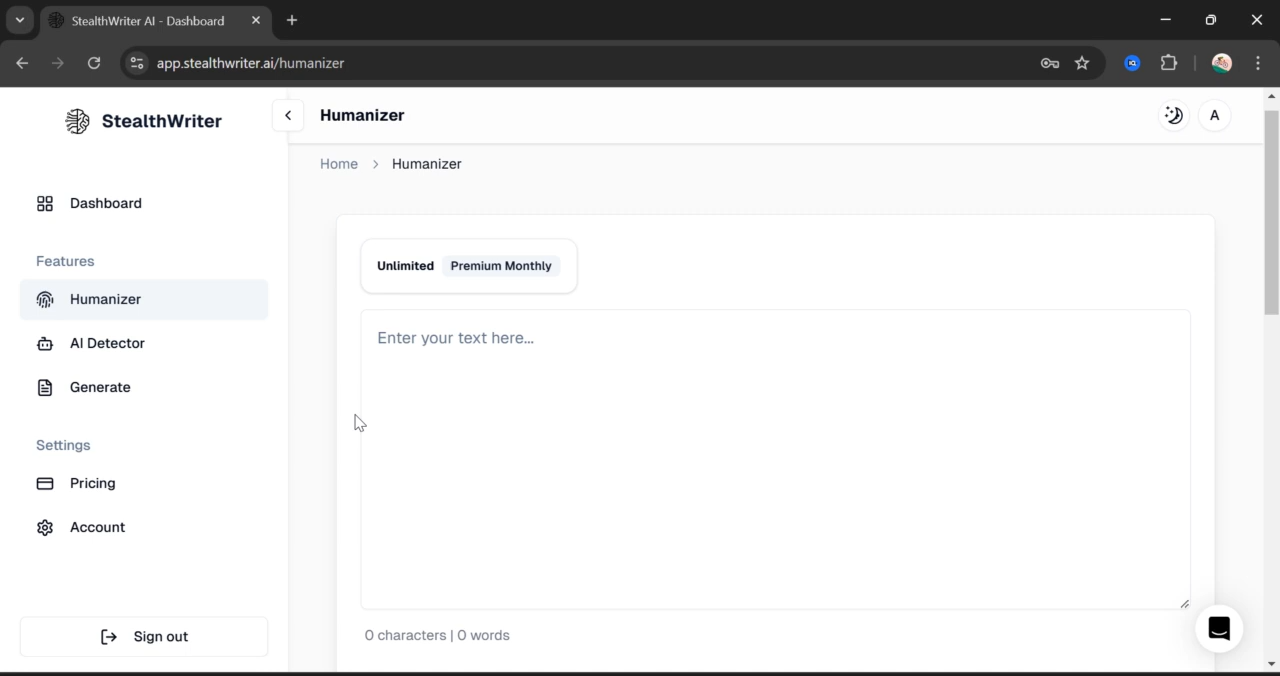 StealthWriter AI - Dashboard
app.stealthwriter.ai/humanizer
StealthWriter
Humanizer
A
Home > Humanizer
Dashboard
Features
Humanizer
AI Detector
Generate
Settings
Pricing
Account
Sign out
Unlimited Premium Monthly
Enter your text here...
0 characters | 0 words